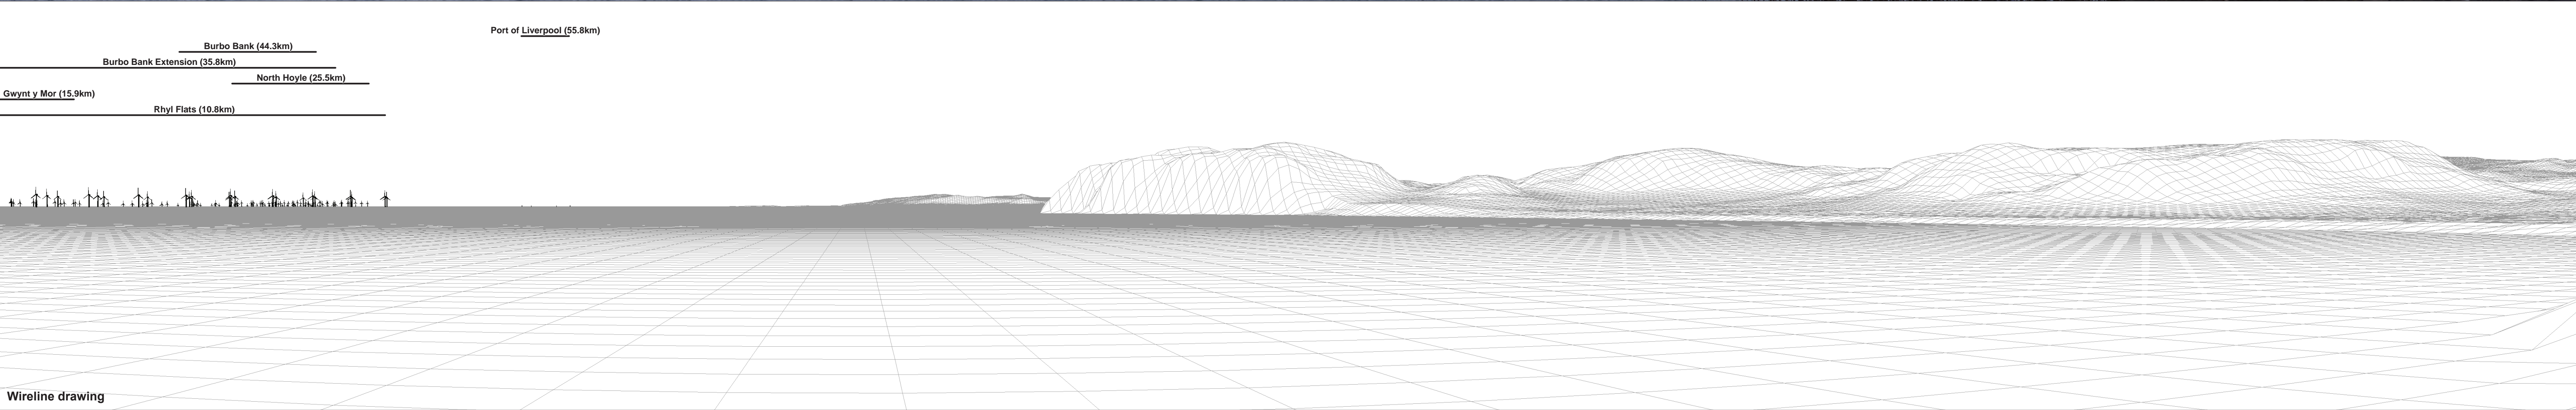 Port of Liverpool (55.8km)
Burbo Bank (44.3km)
Burbo Bank Extension (35.8km)
North Hoyle (25.5km)
Gwynt y Mor (15.9km)
Rhyl Flats (10.8km)
Wireline drawing